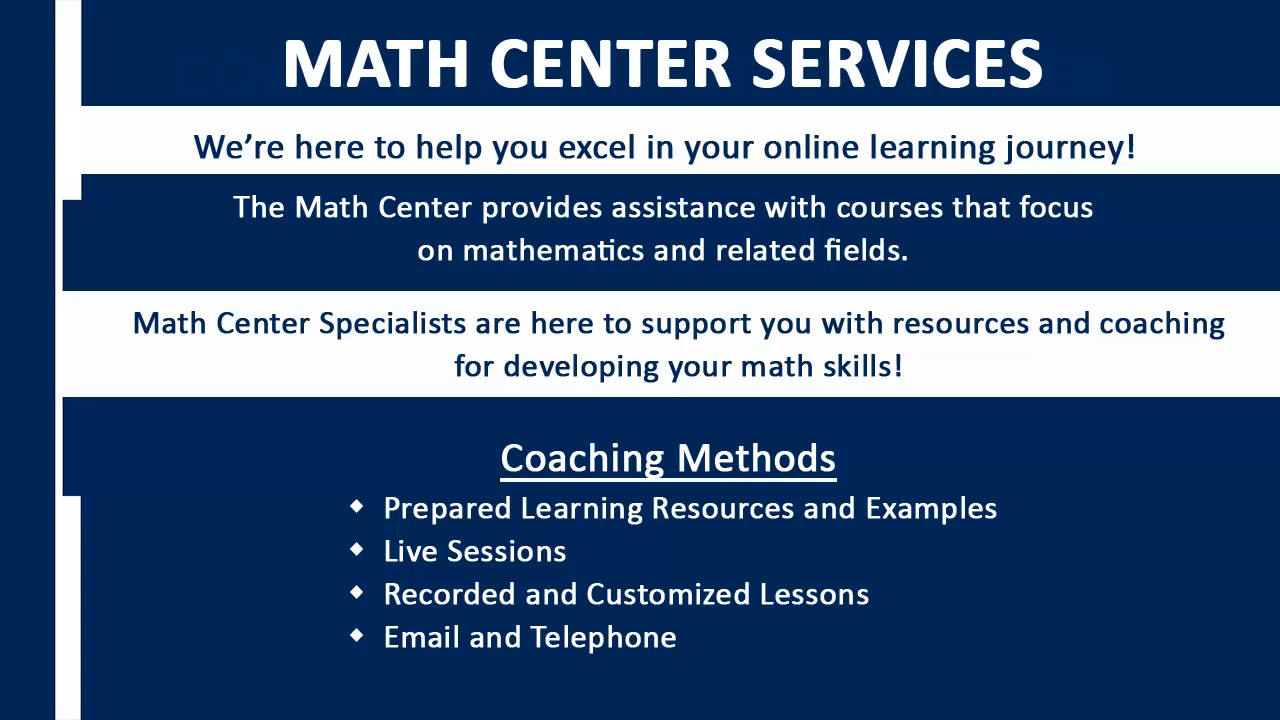 MATH CENTER SERVICES
We’re here to help you excel in your online learning journey!
The Math Center provides assistance with courses that focus
on mathematics and related fields.
Math Center Specialists are here to support you with resources and coaching
for developing your math skills!
Coaching Methods
◆ Prepared Learning Resources and Examples
◆ Live Sessions
◆ Recorded and Customized Lessons
◆ Email and Telephone